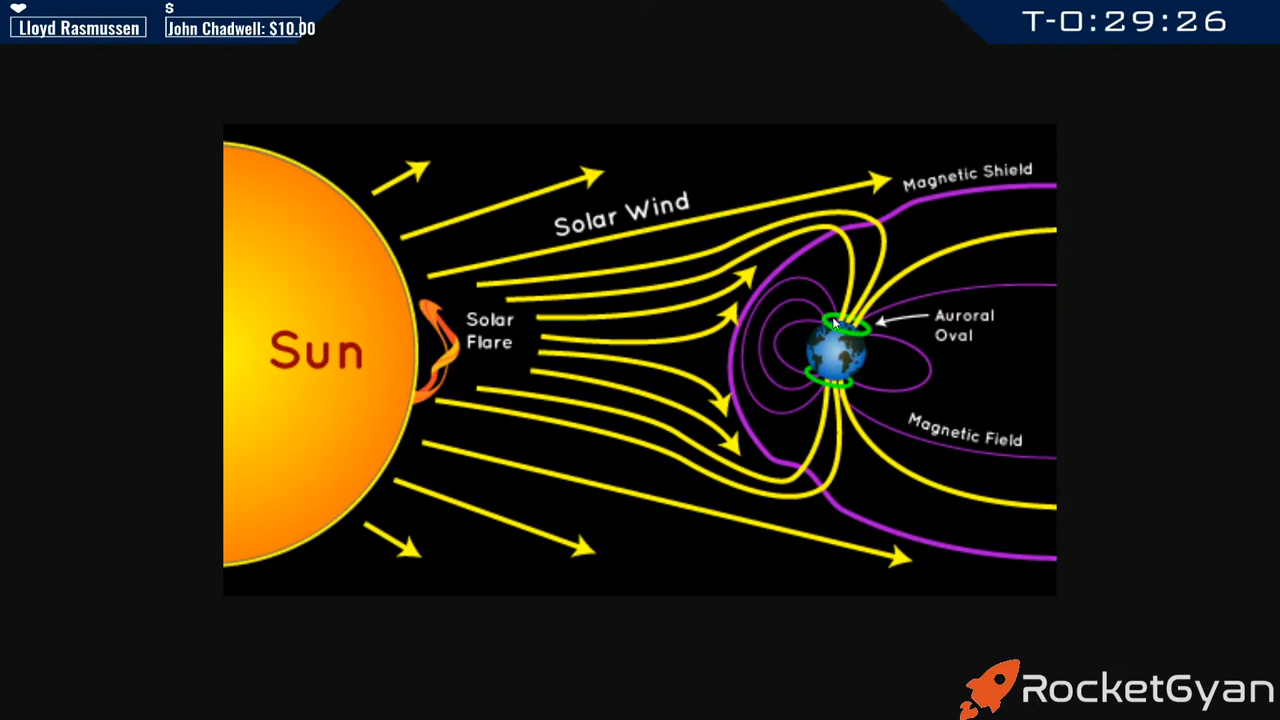 $
Lloyd Rasmussen
John Chadwell: $10.00
T-0:29:26
Magnetic Shield
Solar Wind
Solar
Flare
Auroral
Oval
Sun
Magnetic Field
RocketGyan